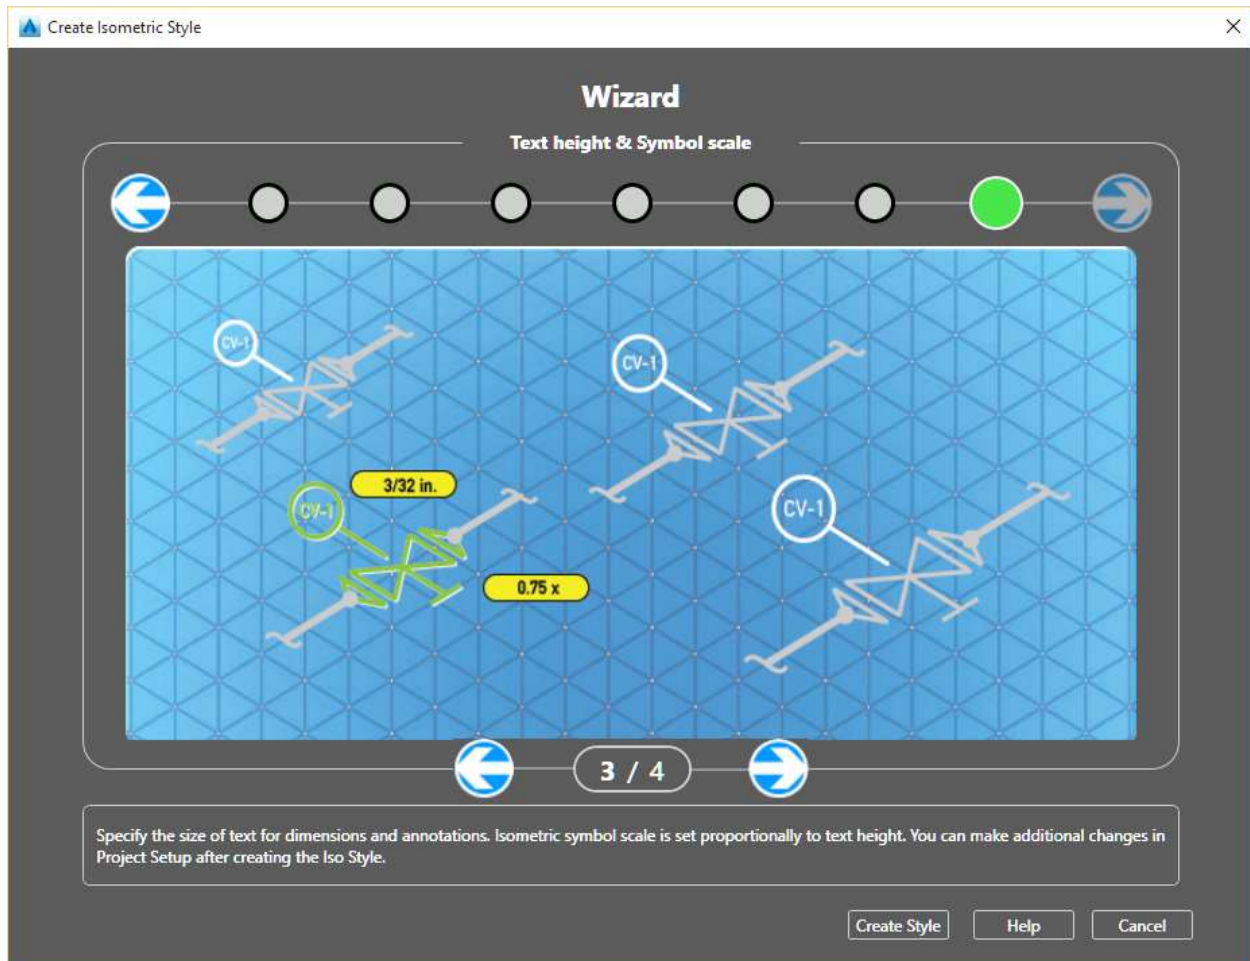 Create Isometric Style
Wizard
Text height & Symbol scale
CV-1
CV-1
3/32 in.
CV-1
CV-1
0.75 x
3 / 4
Specify the size of text for dimensions and annotations. Isometric symbol scale is set proportionally to text height. You can make additional changes in
Project Setup after creating the Iso Style.
Create Style
Help
Cancel